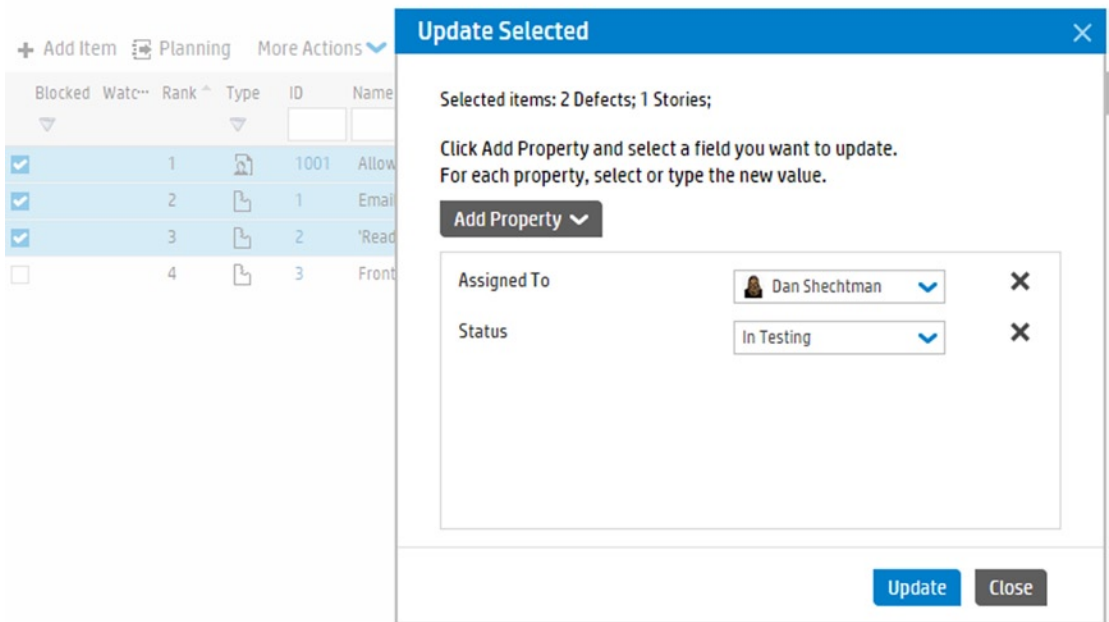 + Add Item Planning More Actions
Blocked Watc... Rank Type ID Name
1 1001 Allow
2 1 Email
3 2 'Read
4 3 Front
Update Selected
Selected items: 2 Defects; 1 Stories;
Click Add Property and select a field you want to update.
For each property, select or type the new value.
Add Property
Assigned To Dan Shechtman
Status In Testing
Update Close